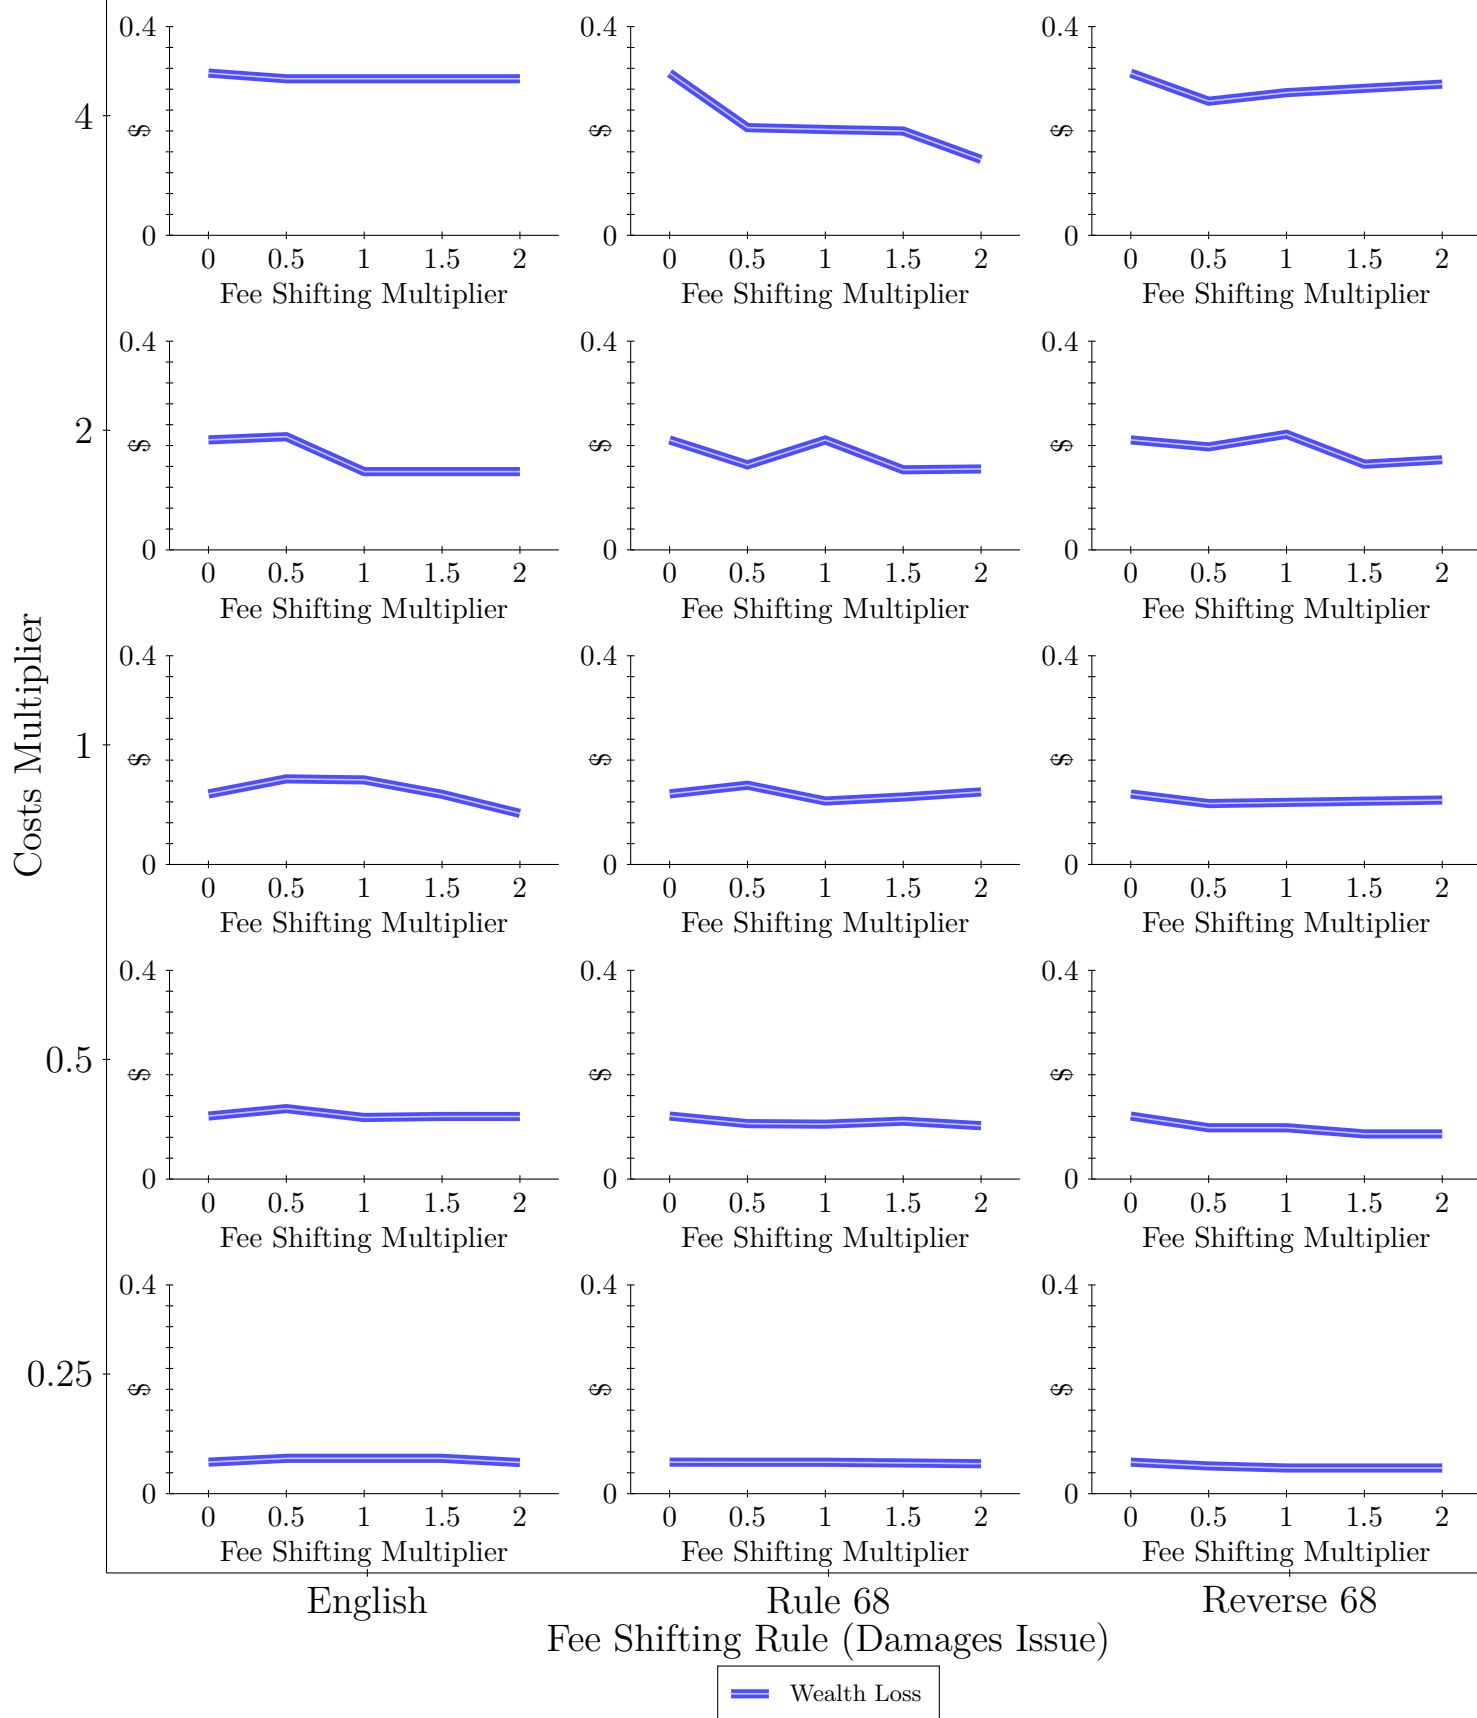 0.4 0.4 0.4
4 $ $ $
0 0 0
0 0.5 1 1.5 2 0 0.5 1 1.5 2 0 0.5 1 1.5 2
Fee Shifting Multiplier Fee Shifting Multiplier Fee Shifting Multiplier
0.4 0.4 0.4
2 $ $ $
0 0 0
0 0.5 1 1.5 2 0 0.5 1 1.5 2 0 0.5 1 1.5 2
Fee Shifting Multiplier Fee Shifting Multiplier Fee Shifting Multiplier
Costs Multiplier
0.4 0.4 0.4
1 $ $ $
0 0 0
0 0.5 1 1.5 2 0 0.5 1 1.5 2 0 0.5 1 1.5 2
Fee Shifting Multiplier Fee Shifting Multiplier Fee Shifting Multiplier
0.4 0.4 0.4
0.5 $ $ $
0 0 0
0 0.5 1 1.5 2 0 0.5 1 1.5 2 0 0.5 1 1.5 2
Fee Shifting Multiplier Fee Shifting Multiplier Fee Shifting Multiplier
0.4 0.4 0.4
0.25 $ $ $
0 0 0
0 0.5 1 1.5 2 0 0.5 1 1.5 2 0 0.5 1 1.5 2
Fee Shifting Multiplier Fee Shifting Multiplier Fee Shifting Multiplier
English Rule 68 Reverse 68
Fee Shifting Rule (Damages Issue)
Wealth Loss